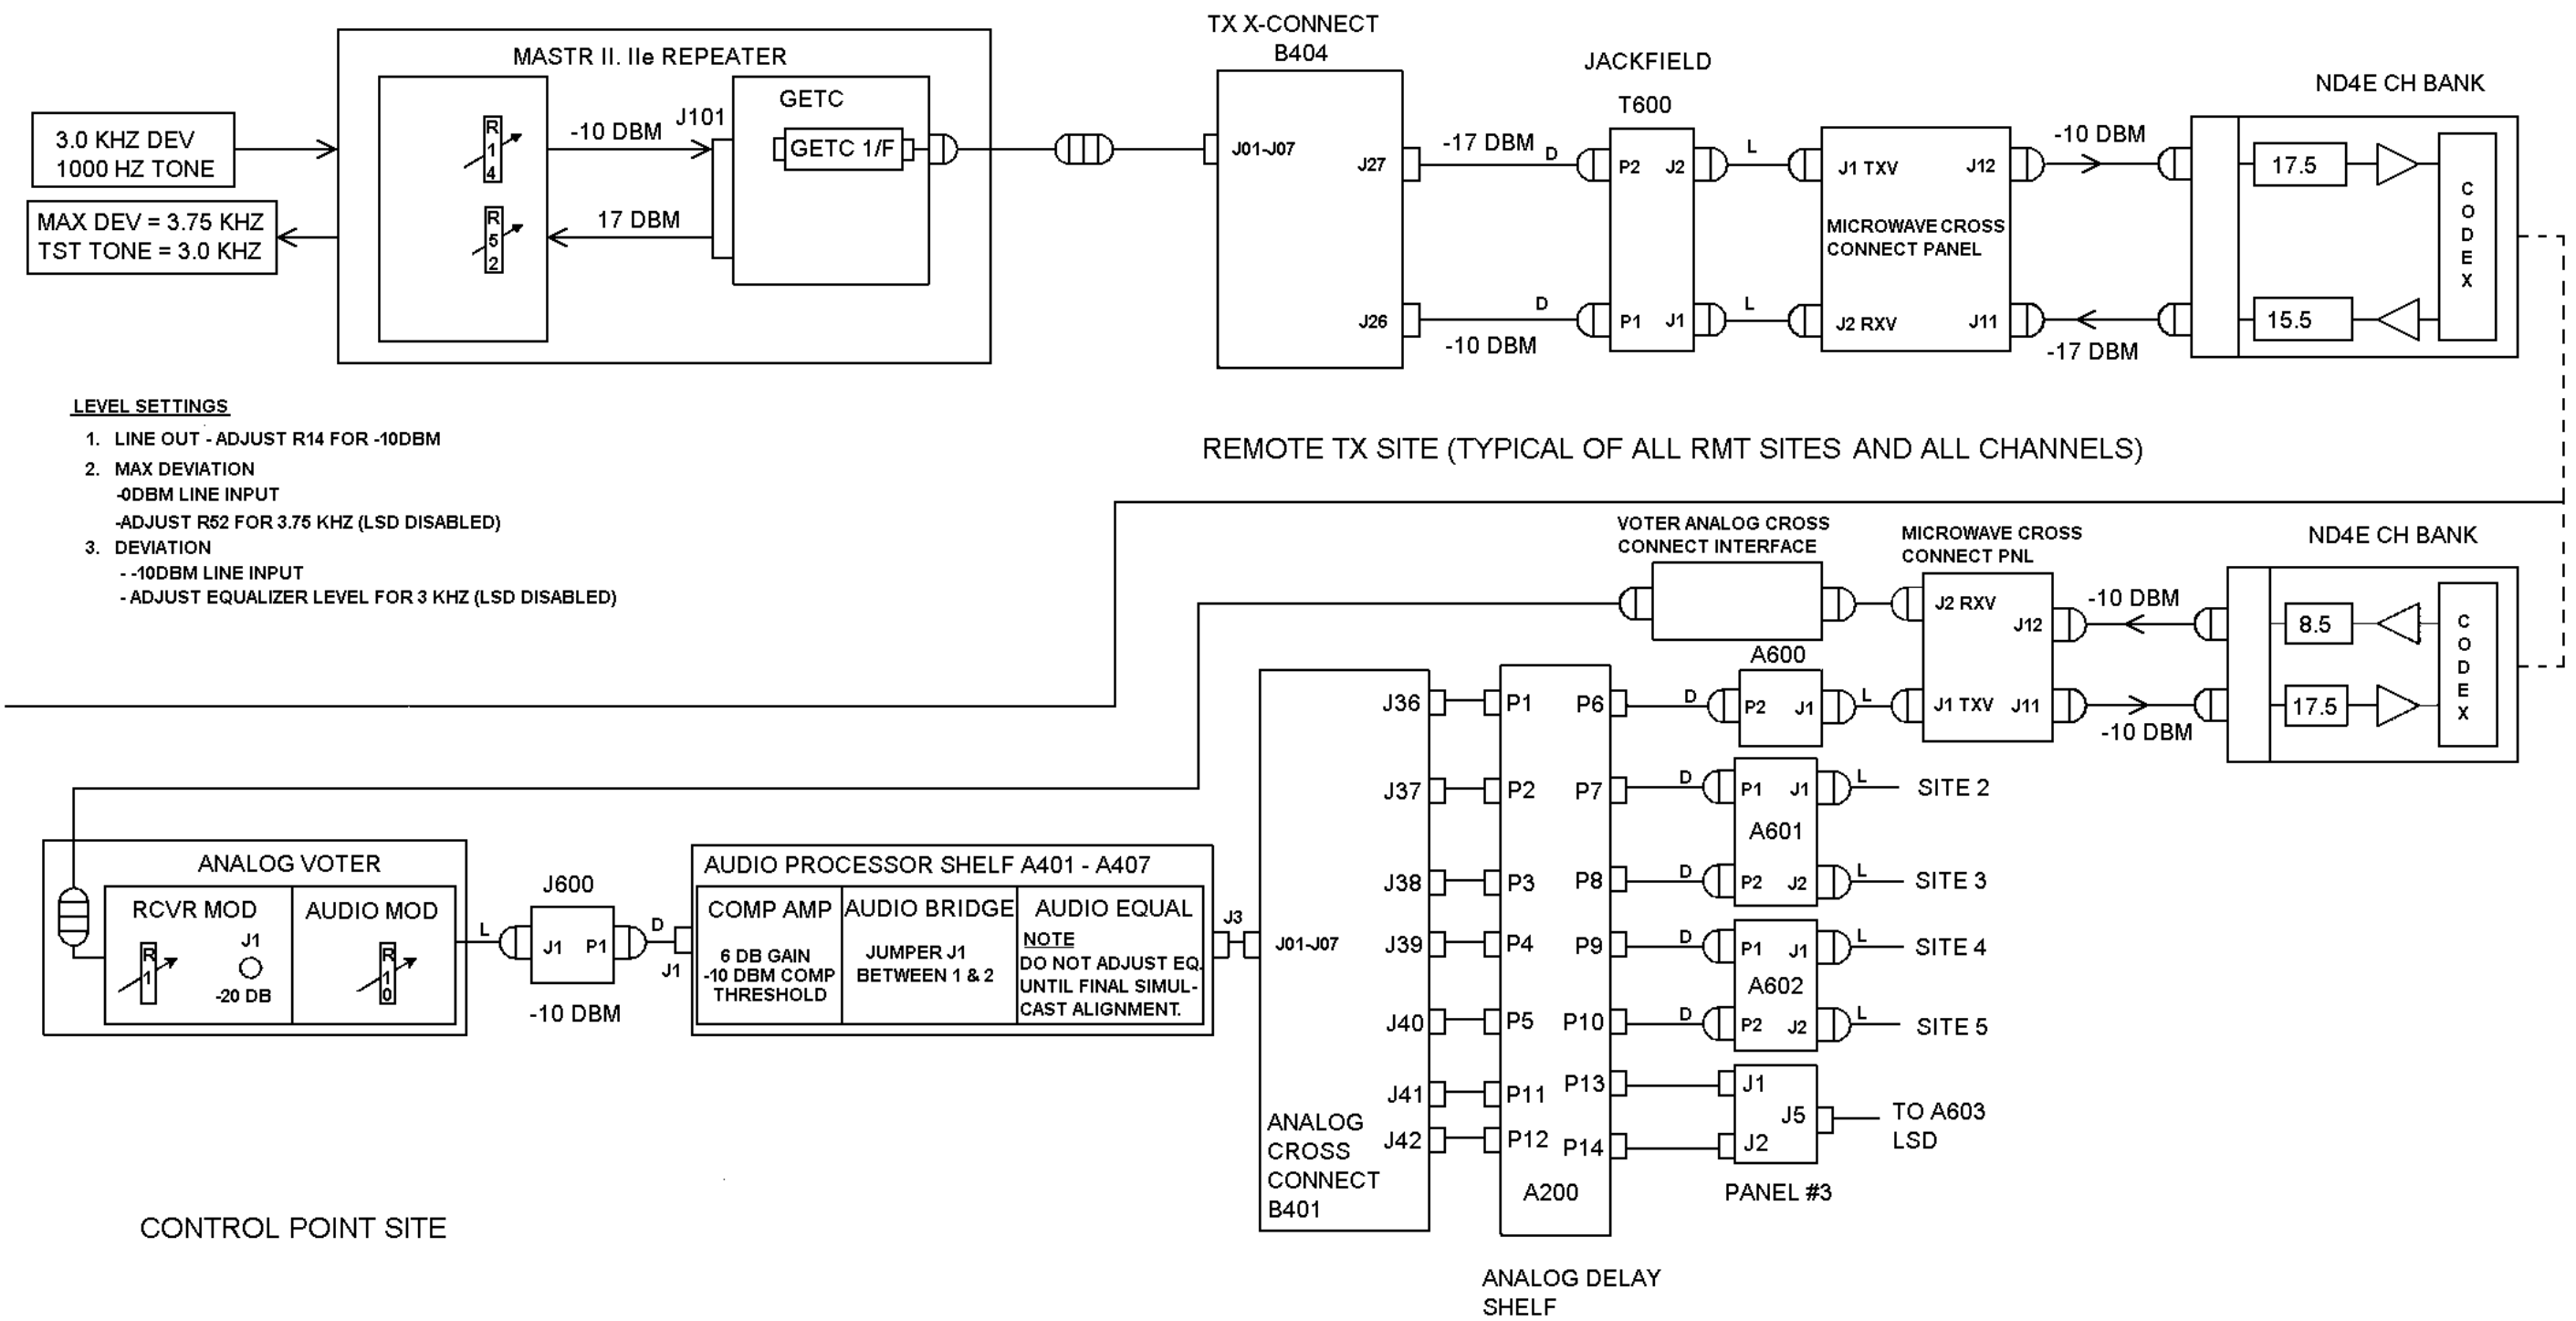 TX X-CONNECT
B404
MASTR II. IIe REPEATER
JACKFIELD
T600
ND4E CH BANK
GETC
J101
GETC 1/F
3.0 KHZ DEV
1000 HZ TONE
MAX DEV = 3.75 KHZ
TST TONE = 3.0 KHZ
R
1
4
R
5
2
-10 DBM
17 DBM
J01-J07
J27
J26
-17 DBM
D
D
-10 DBM
P2
J2
P1
J1
L
L
J1 TXV
J12
MICROWAVE CROSS
CONNECT PANEL
J2 RXV
J11
-10 DBM
-17 DBM
17.5
15.5
C
O
D
E
X
LEVEL SETTINGS
1. LINE OUT - ADJUST R14 FOR -10DBM
2. MAX DEVIATION
-0DBM LINE INPUT
-ADJUST R52 FOR 3.75 KHZ (LSD DISABLED)
3. DEVIATION
- -10DBM LINE INPUT
- ADJUST EQUALIZER LEVEL FOR 3 KHZ (LSD DISABLED)
REMOTE TX SITE (TYPICAL OF ALL RMT SITES AND ALL CHANNELS)
VOTER ANALOG CROSS
CONNECT INTERFACE
MICROWAVE CROSS
CONNECT PNL
ND4E CH BANK
J2 RXV
J12
J1 TXV
J11
-10 DBM
-10 DBM
8.5
17.5
C
O
D
E
X
A600
P2
J1
D
L
J36
J37
J38
J39
J40
J41
J42
J01-J07
ANALOG
CROSS
CONNECT
B401
P1
P2
P3
P4
P5
P11
P12
P6
P7
P8
P9
P10
P13
P14
A200
ANALOG DELAY
SHELF
D
P1
J1
L
SITE 2
A601
D
P2
J2
L
SITE 3
D
P1
J1
L
SITE 4
A602
D
P2
J2
L
SITE 5
J1
J5
J2
TO A603
LSD
PANEL #3
ANALOG VOTER
RCVR MOD
R
1
J1
-20 DB
AUDIO MOD
R
1
0
L
J600
J1
P1
-10 DBM
D
J1
AUDIO PROCESSOR SHELF A401 - A407
COMP AMP
6 DB GAIN
-10 DBM COMP
THRESHOLD
AUDIO BRIDGE
JUMPER J1
BETWEEN 1 & 2
AUDIO EQUAL
NOTE
DO NOT ADJUST EQ.
UNTIL FINAL SIMUL-
CAST ALIGNMENT.
J3
CONTROL POINT SITE